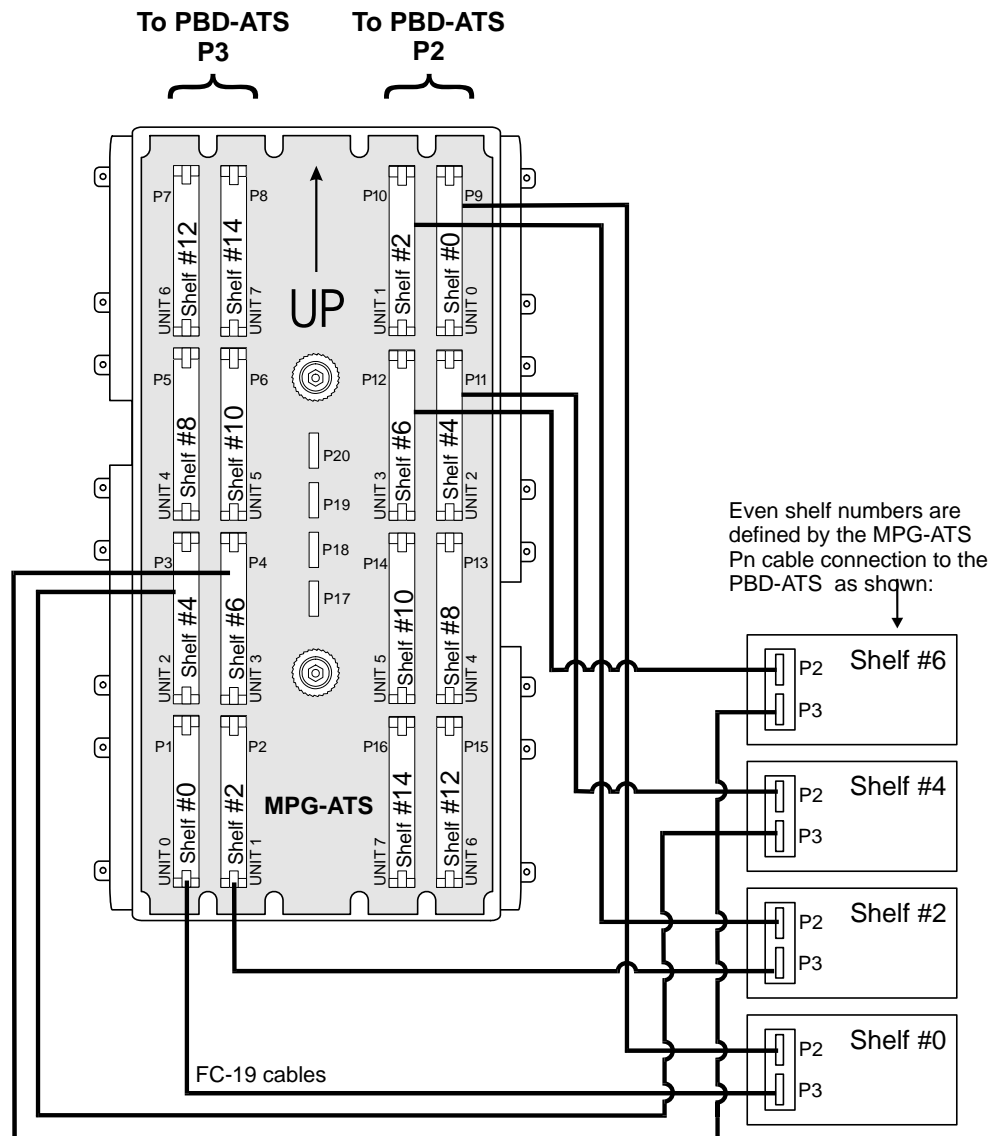 To PBD-ATS
P3
To PBD-ATS
P2
P7
Shelf #12
UNIT 6
P8
Shelf #14
UNIT 7
UP
P10
Shelf #2
UNIT 1
P9
Shelf #0
UNIT 0
P5
Shelf #8
UNIT 4
P6
Shelf #10
UNIT 5
P12
Shelf #6
UNIT 3
P11
Shelf #4
UNIT 2
P20
P19
P18
P17
P3
Shelf #4
UNIT 2
P4
Shelf #6
UNIT 3
P14
Shelf #10
UNIT 5
P13
Shelf #8
UNIT 4
P1
Shelf #0
UNIT 0
P2
Shelf #2
UNIT 1
MPG-ATS
P16
Shelf #14
UNIT 7
P15
Shelf #12
UNIT 6
Even shelf numbers are
defined by the MPG-ATS
Pn cable connection to the
PBD-ATS as shown:
P2
Shelf #6
P3
P2
Shelf #4
P3
P2
Shelf #2
P3
P2
Shelf #0
P3
FC-19 cables